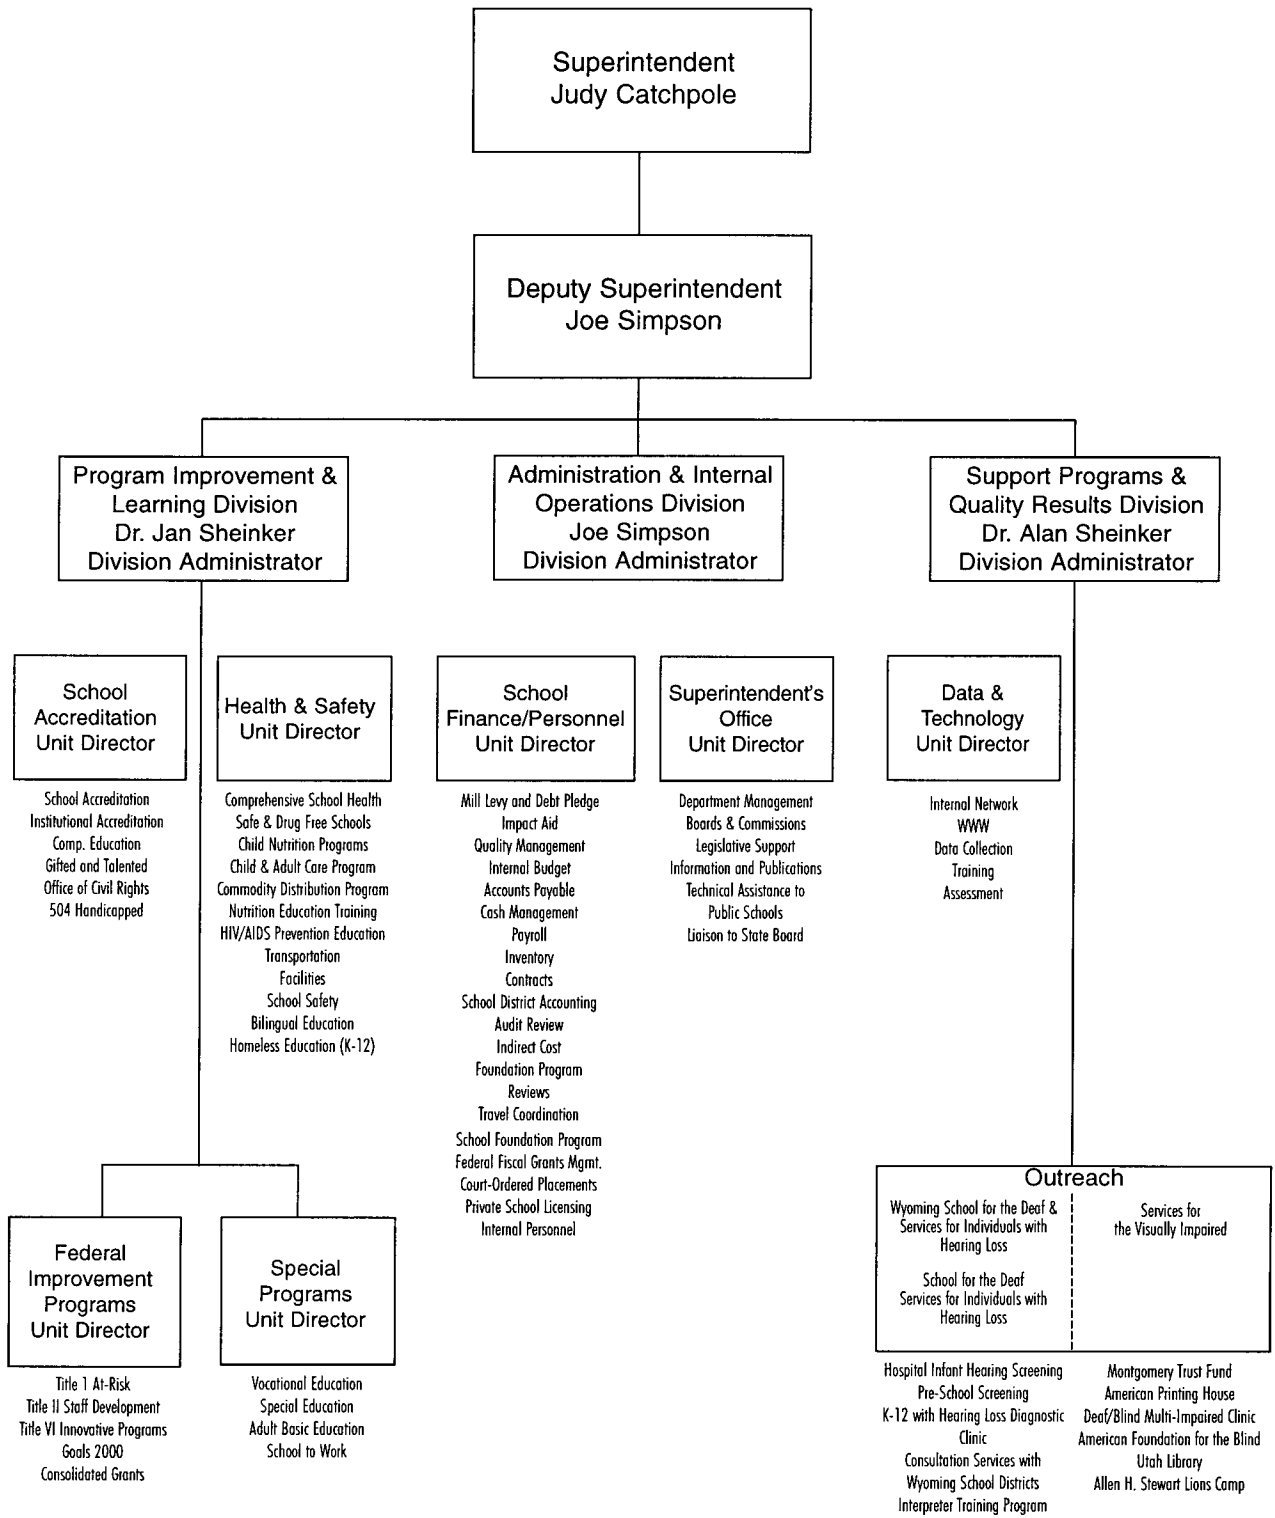 Superintendent
Judy Catchpole
Deputy Superintendent
Joe Simpson
Program Improvement &
Learning Division
Dr. Jan Sheinker
Division Administrator
Administration & Internal
Operations Division
Joe Simpson
Division Administrator
Support Programs &
Quality Results Division
Dr. Alan Sheinker
Division Administrator
School
Accreditation
Unit Director
School Accreditation
Institutional Accreditation
Comp. Education
Gifted and Talented
Office of Civil Rights
504 Handicapped
Health & Safety
Unit Director
Comprehensive School Health
Safe & Drug Free Schools
Child Nutrition Programs
Child & Adult Care Program
Commodity Distribution Program
Nutrition Education Training
HIV/AIDS Prevention Education
Transportation
Facilities
School Safety
Bilingual Education
Homeless Education (K-12)
School
Finance/Personnel
Unit Director
Mill Levy and Debt Pledge
Impact Aid
Quality Management
Internal Budget
Accounts Payable
Cash Management
Payroll
Inventory
Contracts
School District Accounting
Audit Review
Indirect Cost
Foundation Program
Reviews
Travel Coordination
School Foundation Program
Federal Fiscal Grants Mgmt.
Court-Ordered Placements
Private School Licensing
Internal Personnel
Superintendent's
Office
Unit Director
Department Management
Boards & Commissions
Legislative Support
Information and Publications
Technical Assistance to
Public Schools
Liaison to State Board
Data &
Technology
Unit Director
Internal Network
WWW
Data Collection
Training
Assessment
Federal
Improvement
Programs
Unit Director
Title 1 At-Risk
Title II Staff Development
Title VI Innovative Programs
Goals 2000
Consolidated Grants
Special
Programs
Unit Director
Vocational Education
Special Education
Adult Basic Education
School to Work
Outreach
Wyoming School for the Deaf &
Services for Individuals with
Hearing Loss
School for the Deaf
Services for Individuals with
Hearing Loss
Services for
the Visually Impaired
Hospital Infant Hearing Screening
Pre-School Screening
K-12 with Hearing Loss Diagnostic
Clinic
Consultation Services with
Wyoming School Districts
Interpreter Training Program
Montgomery Trust Fund
American Printing House
Deaf/Blind Multi-Impaired Clinic
American Foundation for the Blind
Utah Library
Allen H. Stewart Lions Camp